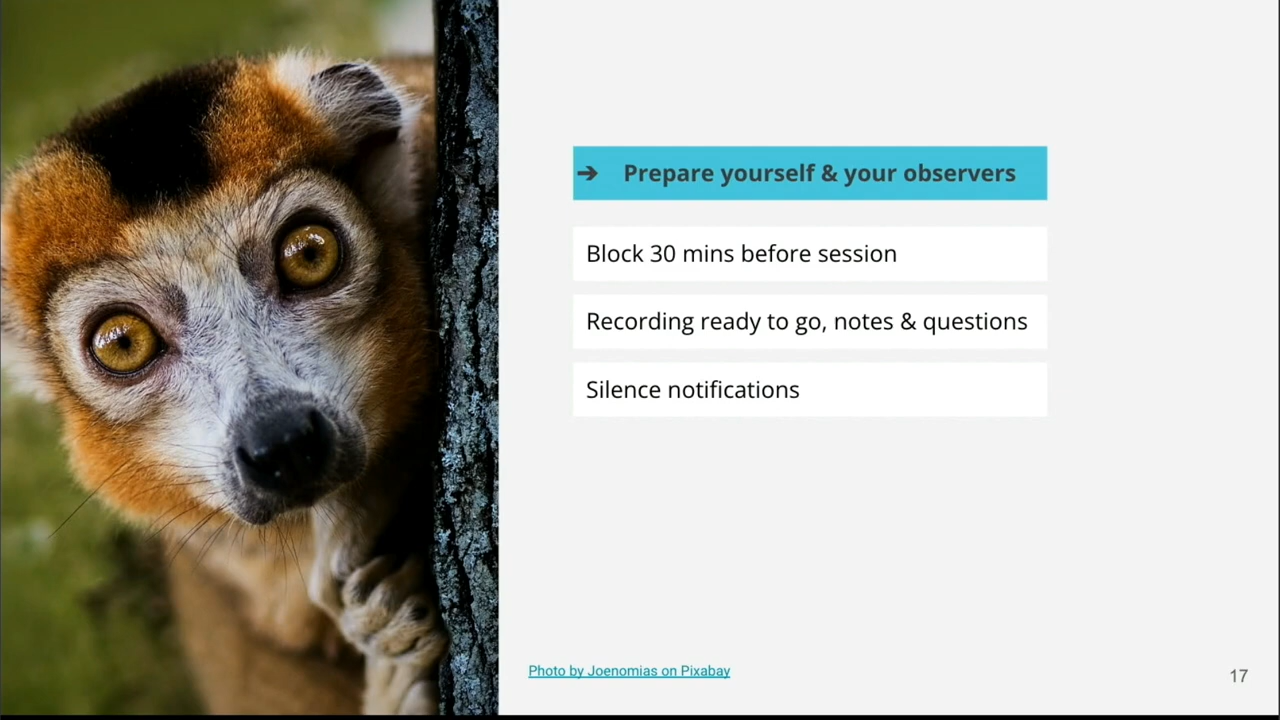 ➔ Prepare yourself & your observers
Block 30 mins before session
Recording ready to go, notes & questions
Silence notifications
Photo by Joenomias on Pixabay
17